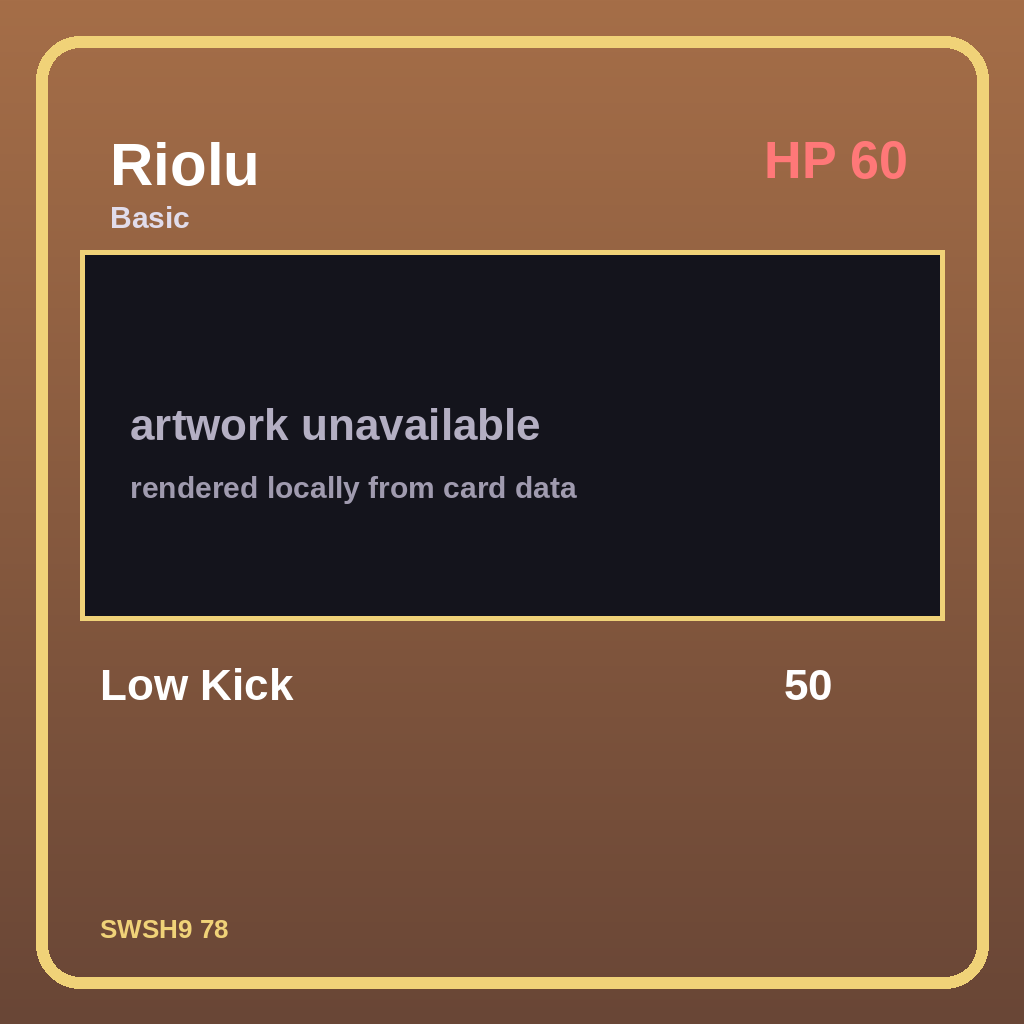 Riolu
HP 60
Basic
artwork unavailable
rendered locally from card data
Low Kick 50
SWSH9 78